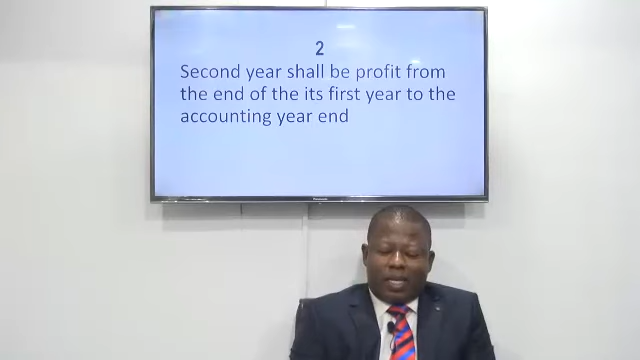 2
Second year shall be profit from
the end of the its first year to the
accounting year end
Panasonic